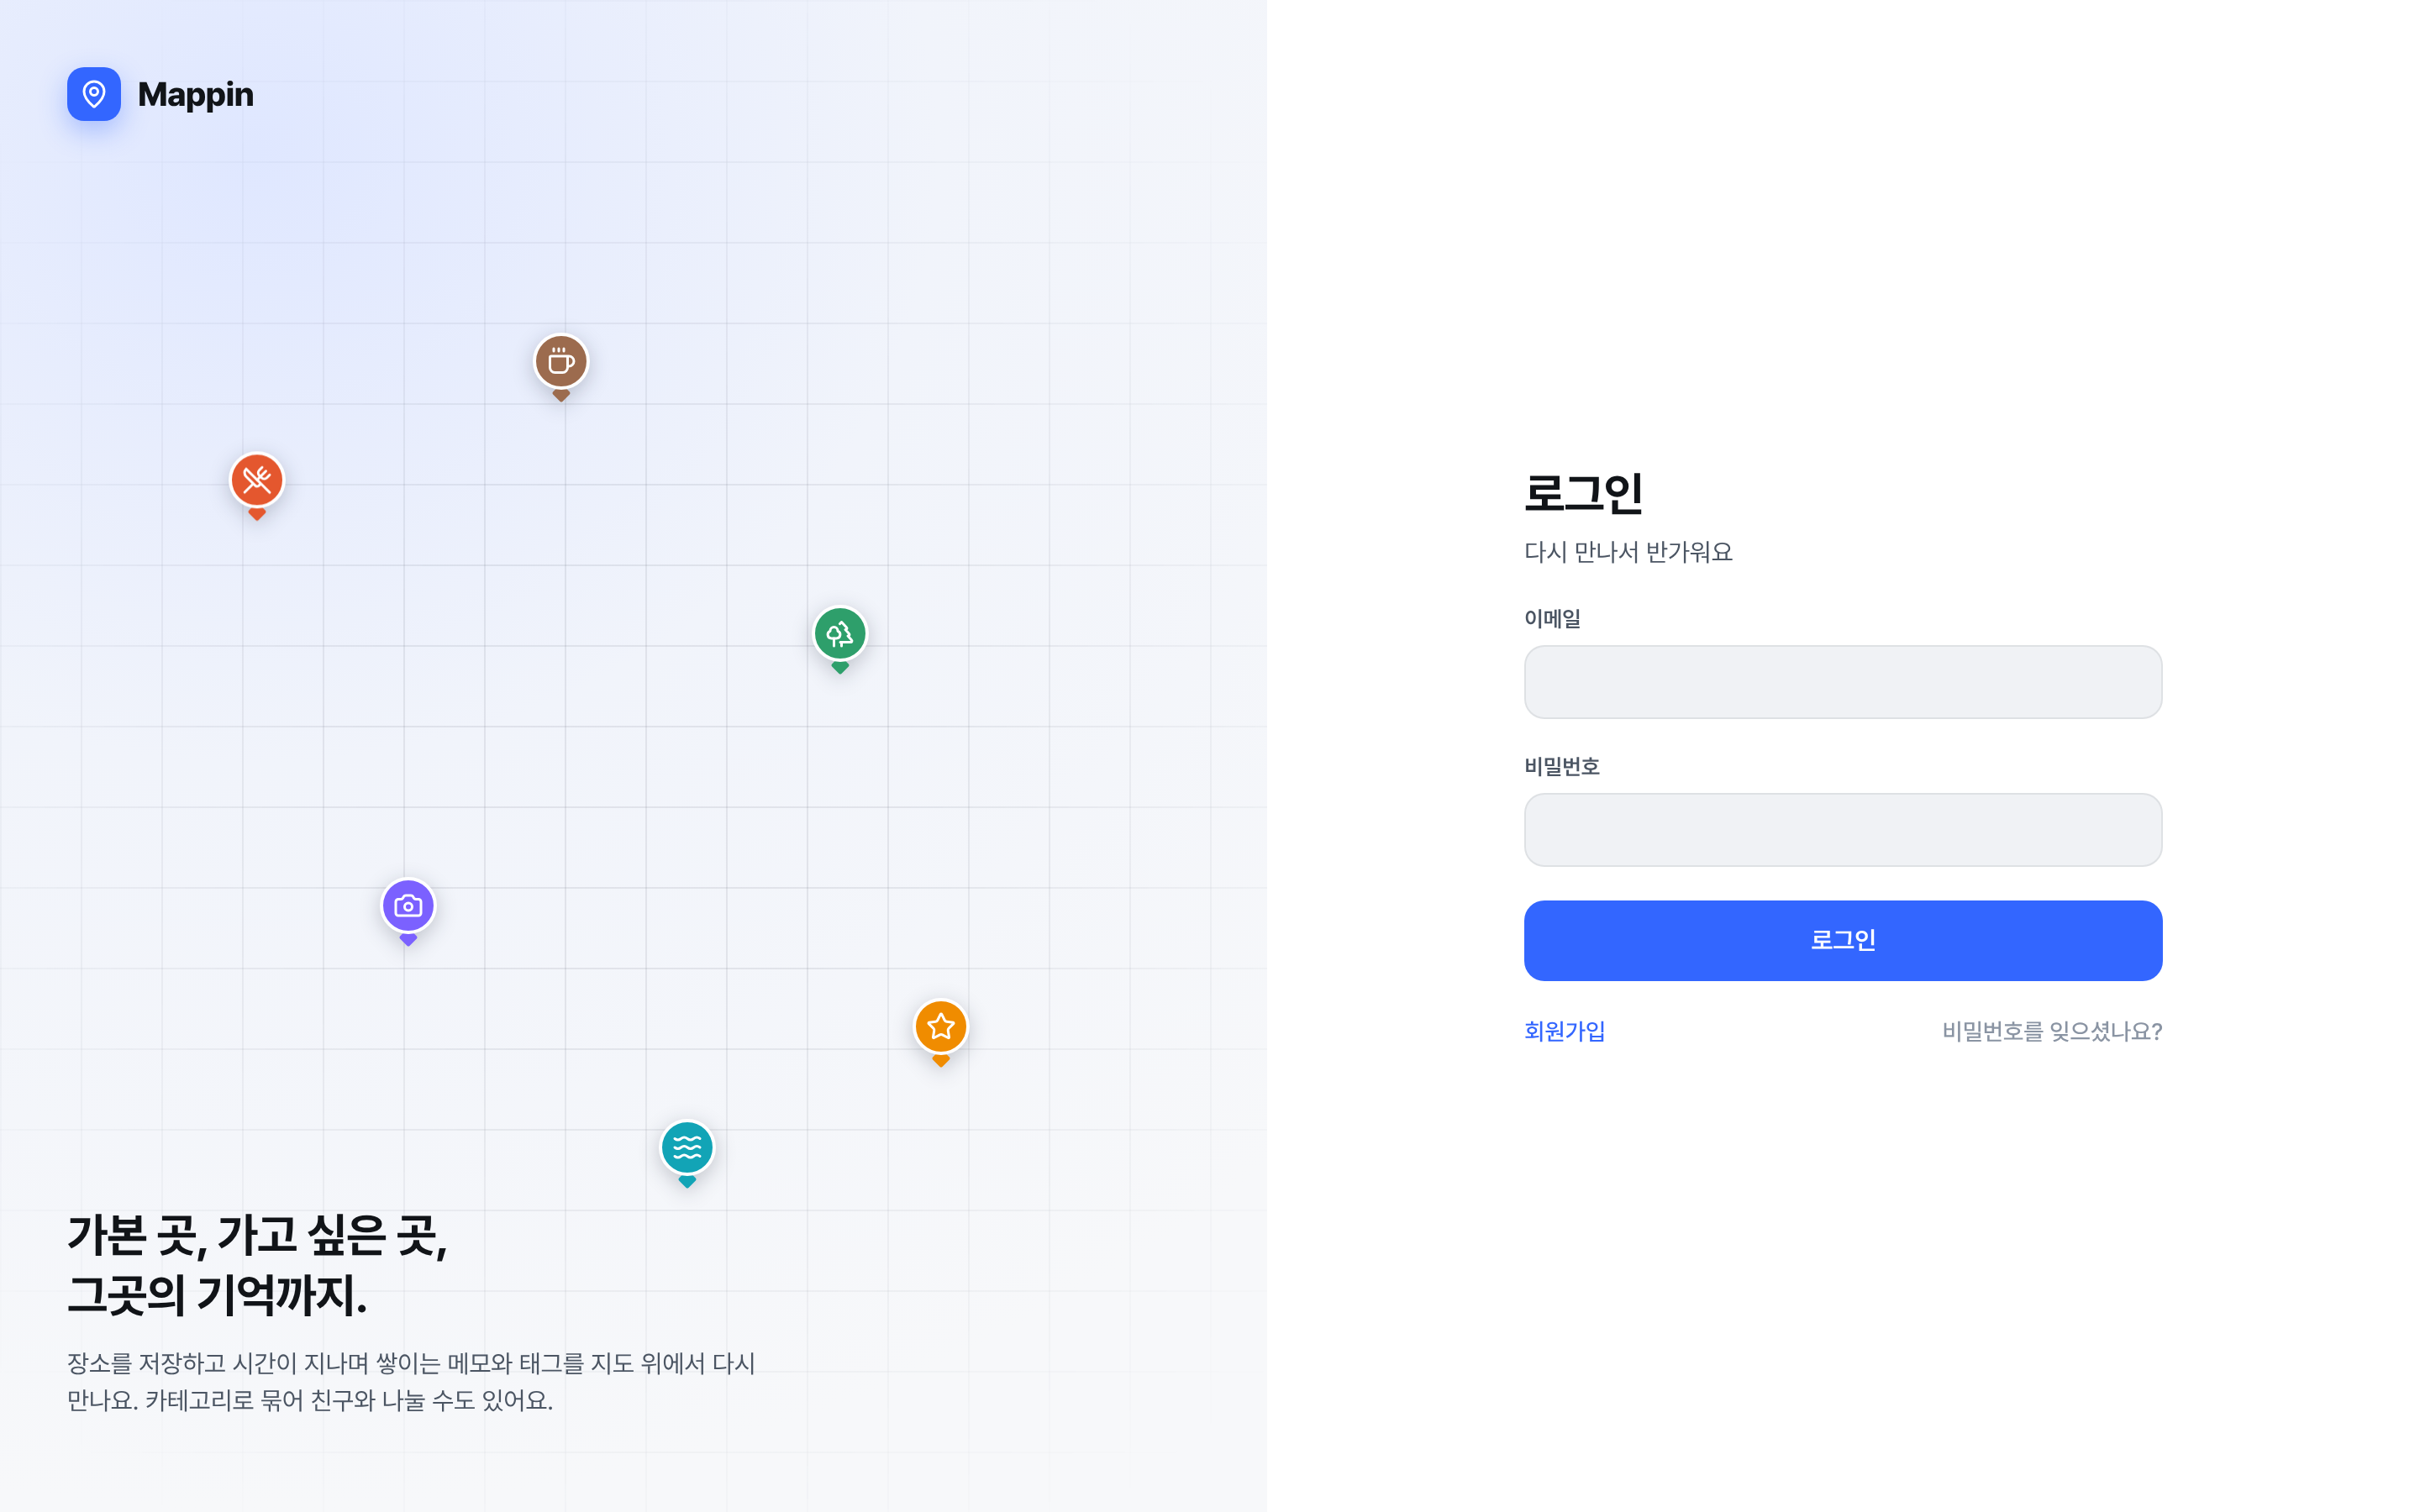 Mappin
가본 곳, 가고 싶은 곳,
그곳의 기억까지.
장소를 저장하고 시간이 지나며 쌓이는 메모와 태그를 지도 위에서 다시
만나요. 카테고리로 묶어 친구와 나눌 수도 있어요.
로그인
다시 만나서 반가워요
이메일
비밀번호
로그인
회원가입
비밀번호를 잊으셨나요?